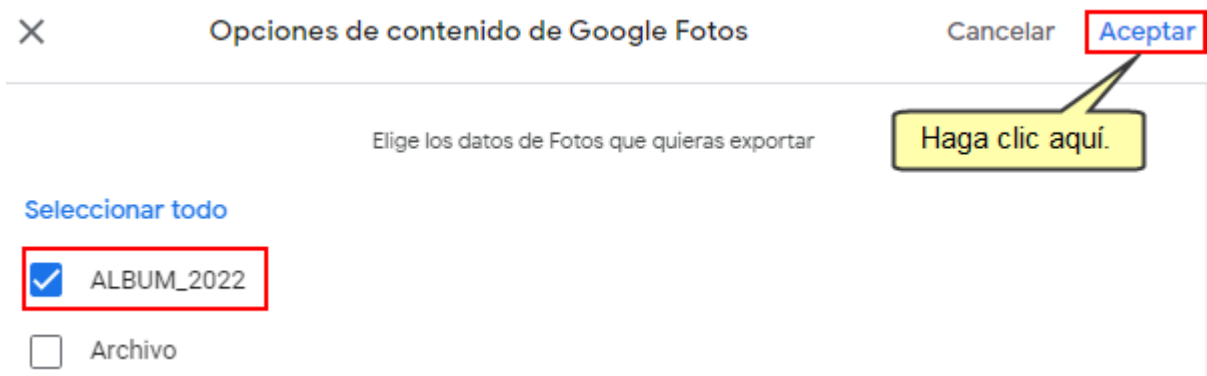 Opciones de contenido de Google Fotos Cancelar Aceptar
Haga clic aquí.
Elige los datos de Fotos que quieras exportar
Seleccionar todo
ALBUM_2022
Archivo